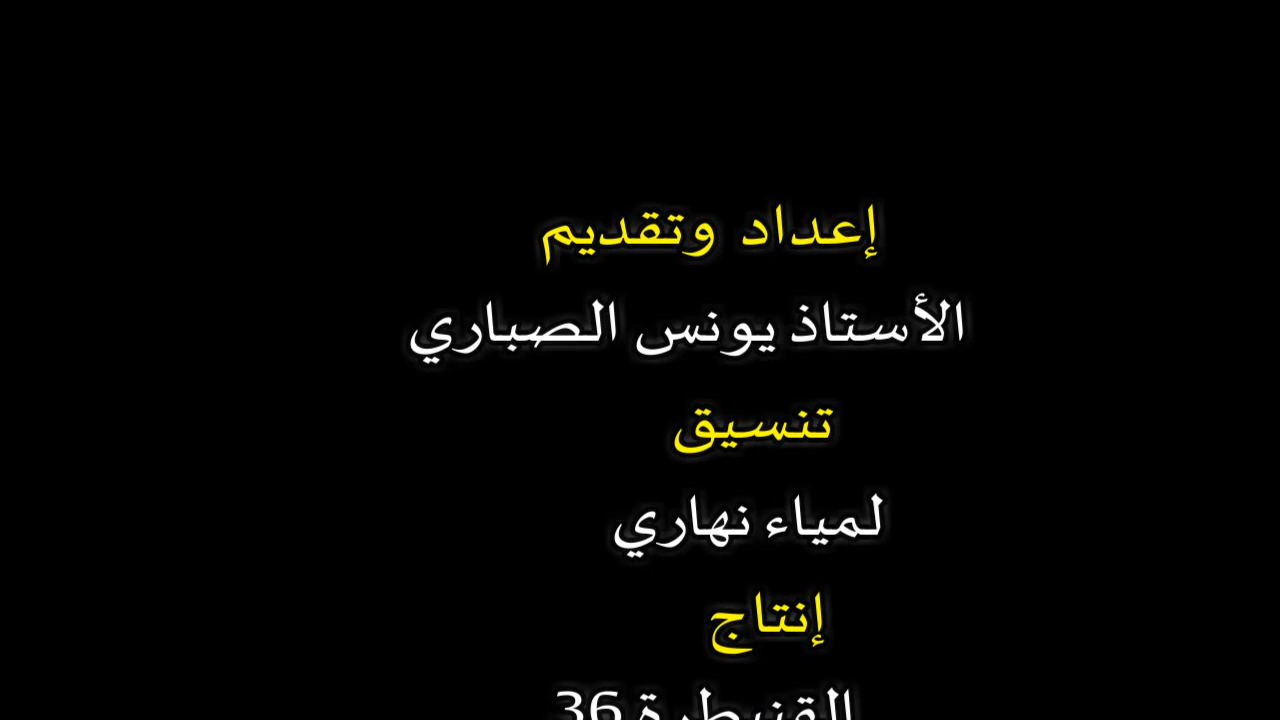 إعداد وتقديم
الأستاذ يونس الصباري
تنسيق
لمياء نهاري
إنتاج
القنيطرة 36